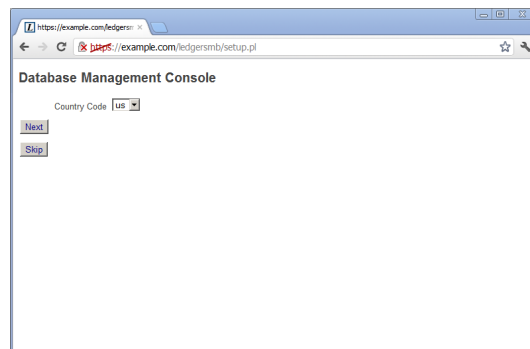 https://example.com/ledgersm
https://example.com/ledgersmb/setup.pl
Database Management Console
Country Code us
Next
Skip